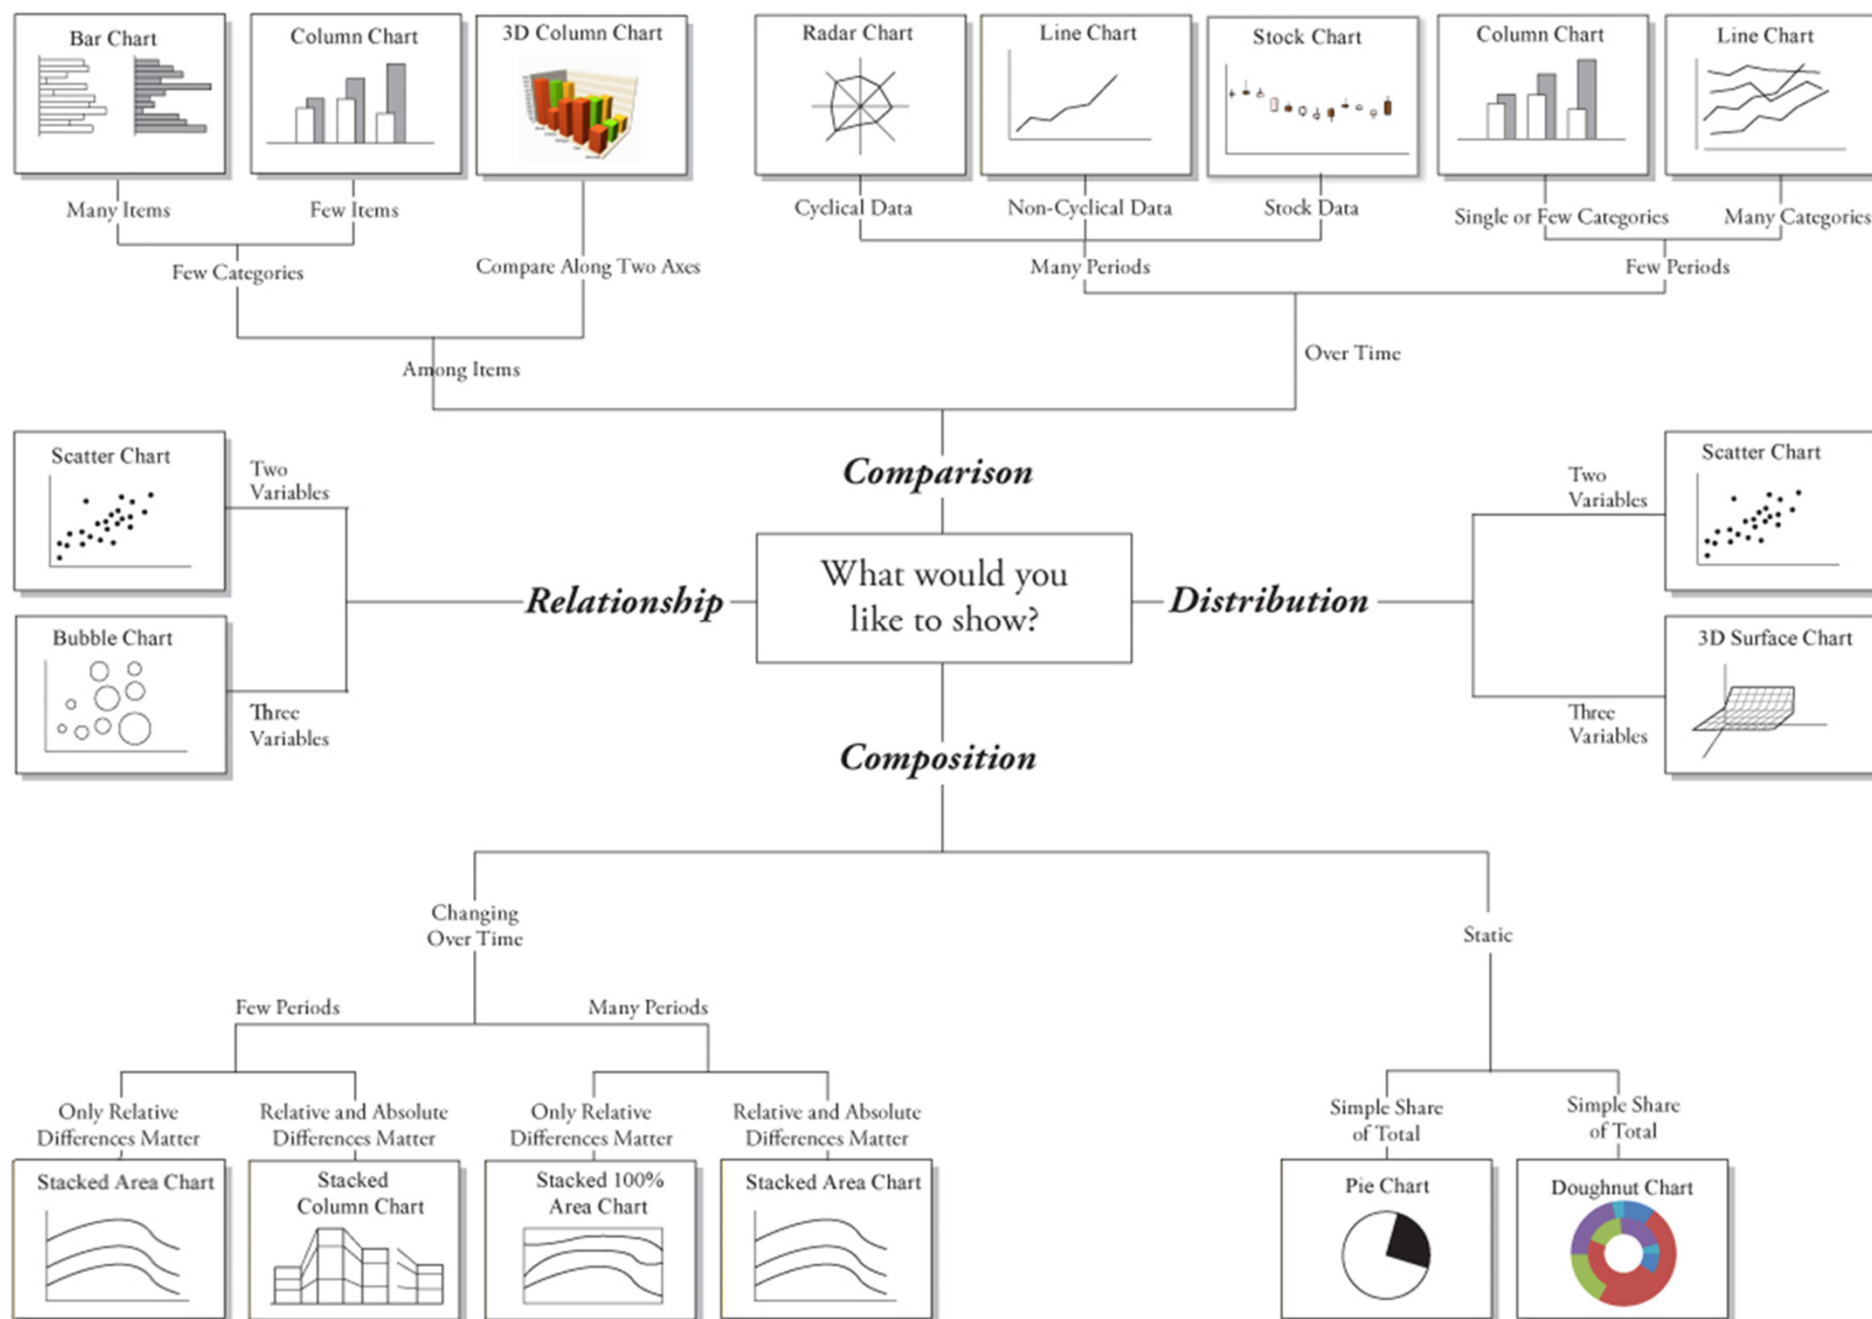 Bar Chart
Column Chart
3D Column Chart
Radar Chart
Line Chart
Stock Chart
Column Chart
Line Chart
Many Items
Few Items
Cyclical Data
Non-Cyclical Data
Stock Data
Single or Few Categories
Many Categories
Few Categories
Compare Along Two Axes
Many Periods
Few Periods
Among Items
Over Time
Comparison
Scatter Chart
Two
Variables
Two
Variables
Scatter Chart
What would you
like to show?
Relationship
Distribution
Bubble Chart
Three
Variables
Three
Variables
3D Surface Chart
Composition
Changing
Over Time
Static
Few Periods
Many Periods
Only Relative
Differences Matter
Relative and Absolute
Differences Matter
Only Relative
Differences Matter
Relative and Absolute
Differences Matter
Simple Share
of Total
Simple Share
of Total
Stacked Area Chart
Stacked
Column Chart
Stacked 100%
Area Chart
Stacked Area Chart
Pie Chart
Doughnut Chart